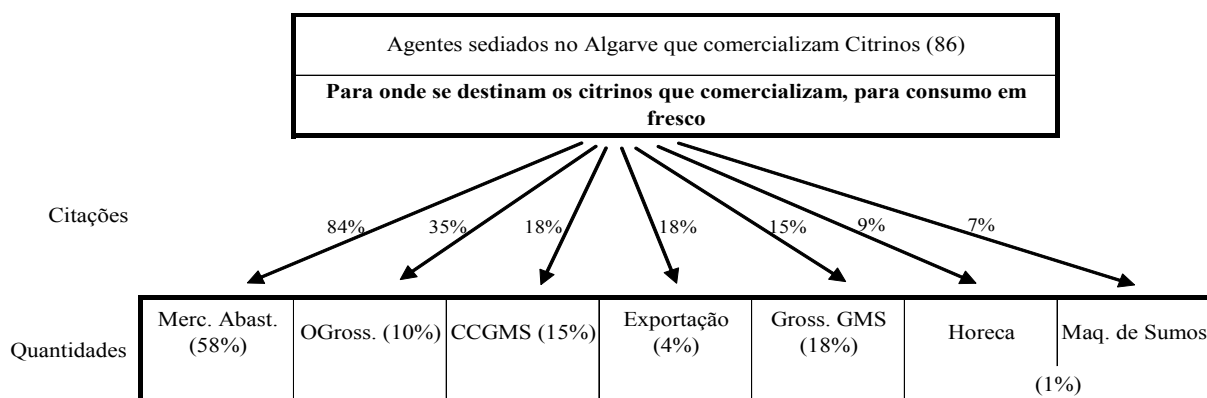 Agentes sediados no Algarve que comercializam Citrinos (86)
Para onde se destinam os citrinos que comercializam, para consumo em
fresco
Citações
84%
35%
18%
18%
15%
9%
7%
Quantidades
Merc. Abast.
(58%)
OGross. (10%)
CCGMS (15%)
Exportação
(4%)
Gross. GMS
(18%)
Horeca
Maq. de Sumos
(1%)